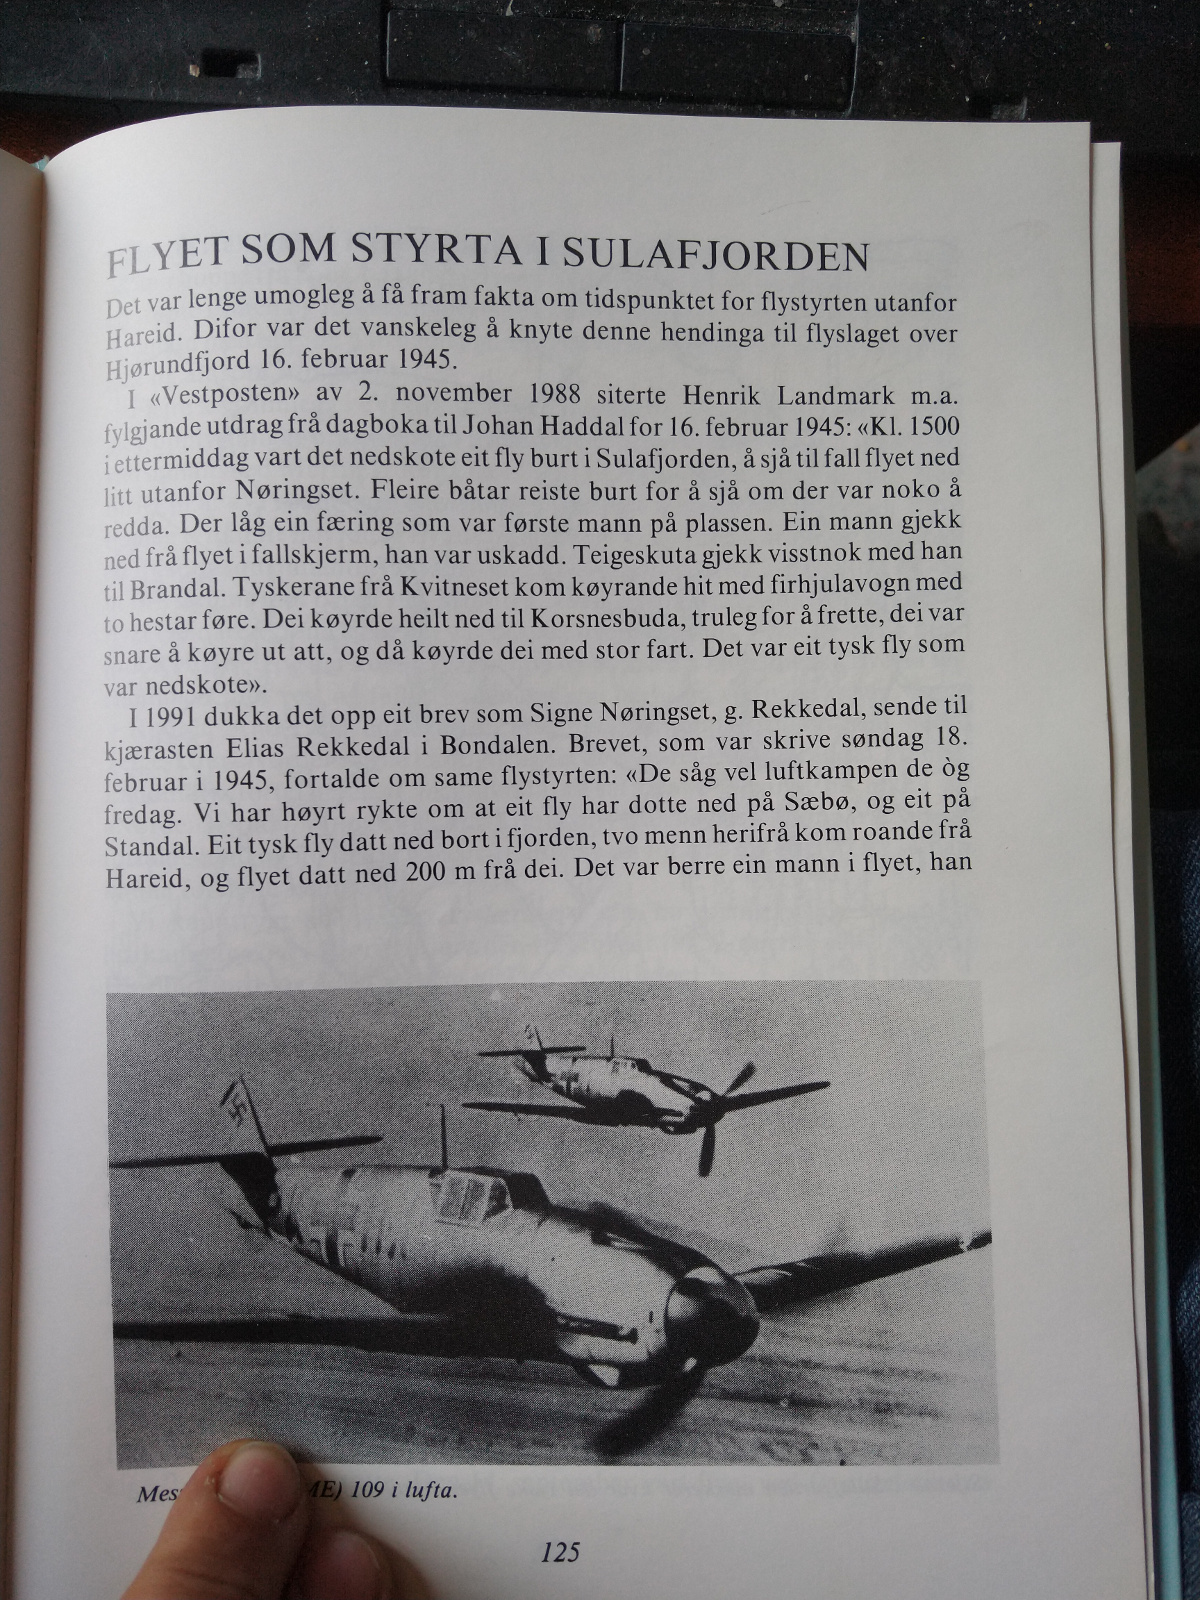 FLYET SOM STYRTA I SULAFJORDEN
Det var lenge umogleg å få fram fakta om tidspunktet for flystyrten utanfor
Hareid. Difor var det vanskeleg å knyte denne hendinga til flyslaget over
Hjørundfjord 16. februar 1945.
I «Vestposten» av 2. november 1988 siterte Henrik Landmark m.a.
fylgjande utdrag frå dagboka til Johan Haddal for 16. februar 1945: «Kl. 1500
i ettermiddag vart det nedskote eit fly burt i Sulafjorden, å sjå til fall flyet ned
litt utanfor Nøringset. Fleire båtar reiste burt for å sjå om der var noko å
redda. Der låg ein færing som var første mann på plassen. Ein mann gjekk
ned frå flyet i fallskjerm, han var uskadd. Teigeskuta gjekk visstnok med han
til Brandal. Tyskerane frå Kvitneset kom køyrande hit med firhjulavogn med
to hestar føre. Dei køyrde heilt ned til Korsnesbuda, truleg for å frette, dei var
snare å køyre ut att, og då køyrde dei med stor fart. Det var eit tysk fly som
var nedskote».
I 1991 dukka det opp eit brev som Signe Nøringset, g. Rekkedal, sende til
kjærasten Elias Rekkedal i Bondalen. Brevet, som var skrive søndag 18.
februar i 1945, fortalde om same flystyrten: «De såg vel luftkampen de òg
fredag. Vi har høyrt rykte om at eit fly har dotte ned på Sæbø, og eit på
Standal. Eit tysk fly datt ned bort i fjorden, tvo menn herifrå kom roande frå
Hareid, og flyet datt ned 200 m frå dei. Det var berre ein mann i flyet, han
109 i lufta.
125